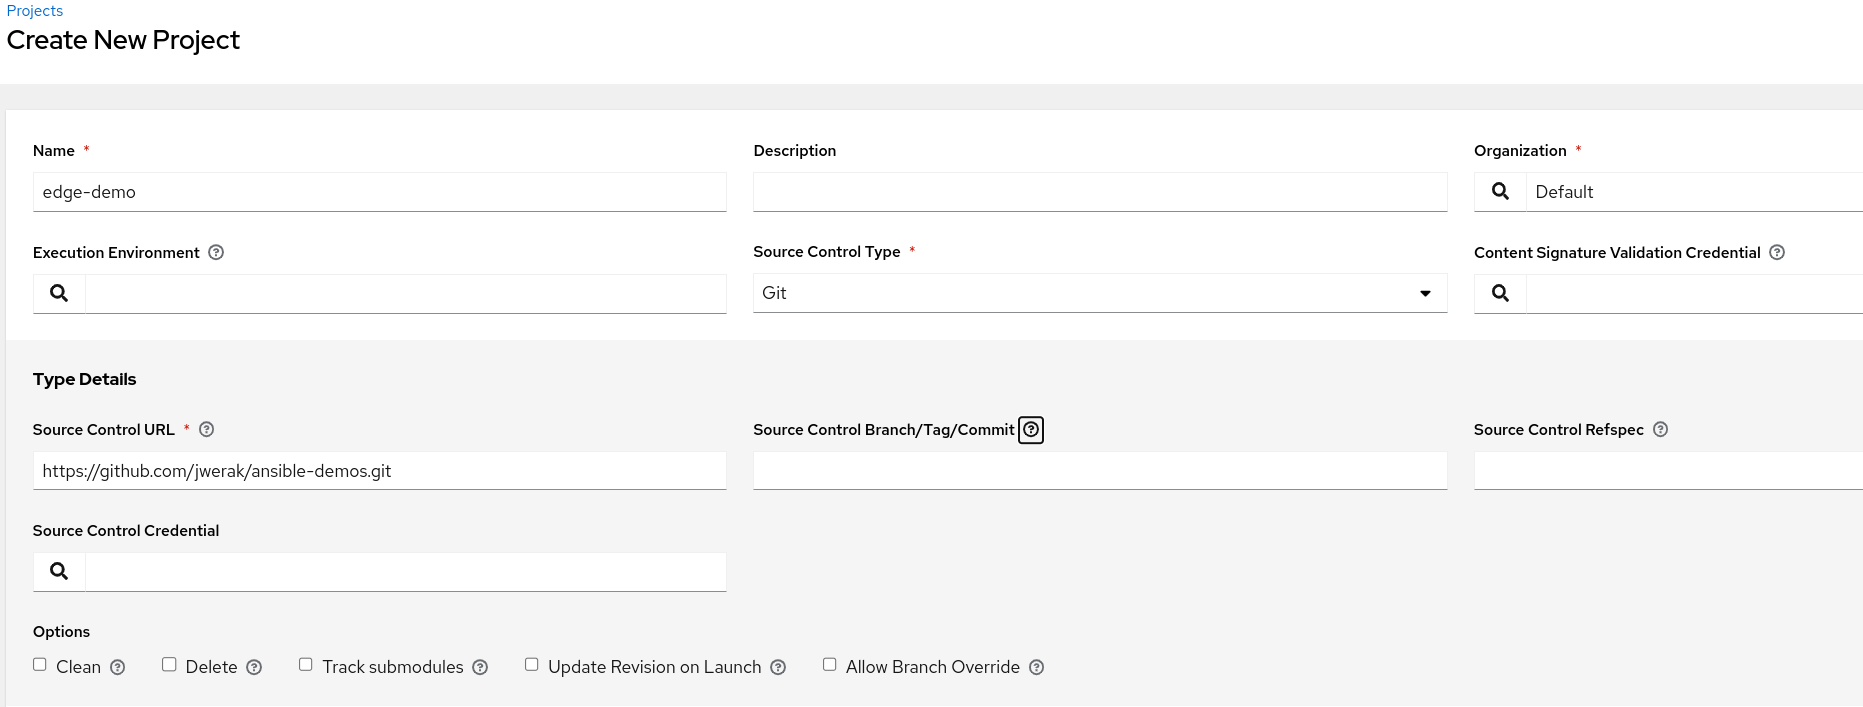 Projects
Create New Project
Name * Description Organization *
edge-demo Default
Execution Environment Source Control Type * Content Signature Validation Credential
Git
Type Details
Source Control URL * Source Control Branch/Tag/Commit Source Control Refspec
https://github.com/jwerak/ansible-demos.git
Source Control Credential
Options
Clean Delete Track submodules Update Revision on Launch Allow Branch Override